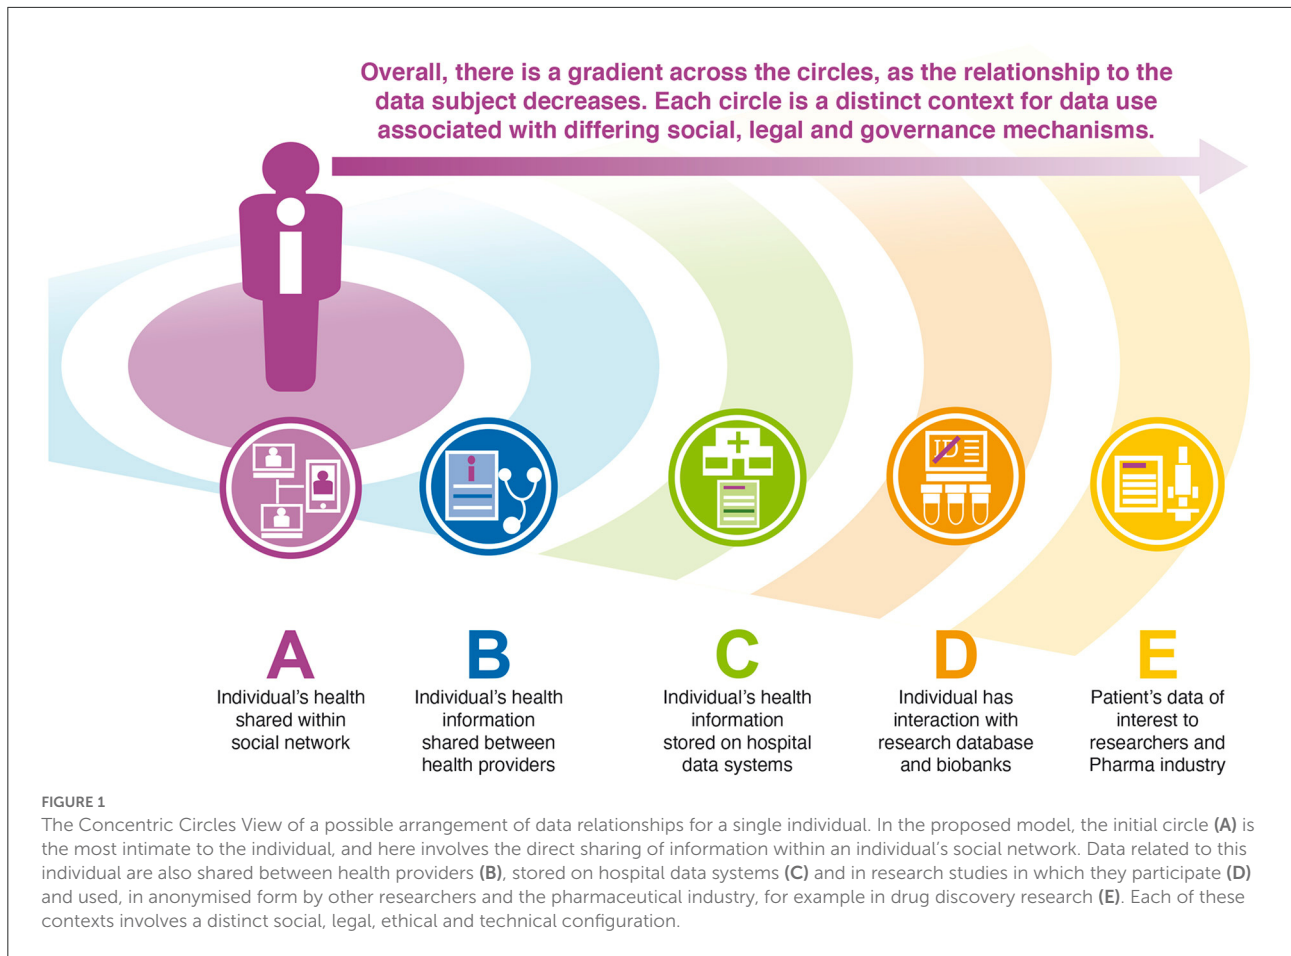 Overall, there is a gradient across the circles, as the relationship to the
data subject decreases. Each circle is a distinct context for data use
associated with differing social, legal and governance mechanisms.
A
Individual's health
shared within
social network
B
Individual's health
information
shared between
health providers
C
Individual's health
information
stored on hospital
data systems
D
Individual has
interaction with
research database
and biobanks
E
Patient's data of
interest to
researchers and
Pharma industry
FIGURE 1
The Concentric Circles View of a possible arrangement of data relationships for a single individual. In the proposed model, the initial circle (A) is
the most intimate to the individual, and here involves the direct sharing of information within an individual's social network. Data related to this
individual are also shared between health providers (B), stored on hospital data systems (C) and in research studies in which they participate (D)
and used, in anonymised form by other researchers and the pharmaceutical industry, for example in drug discovery research (E). Each of these
contexts involves a distinct social, legal, ethical and technical configuration.